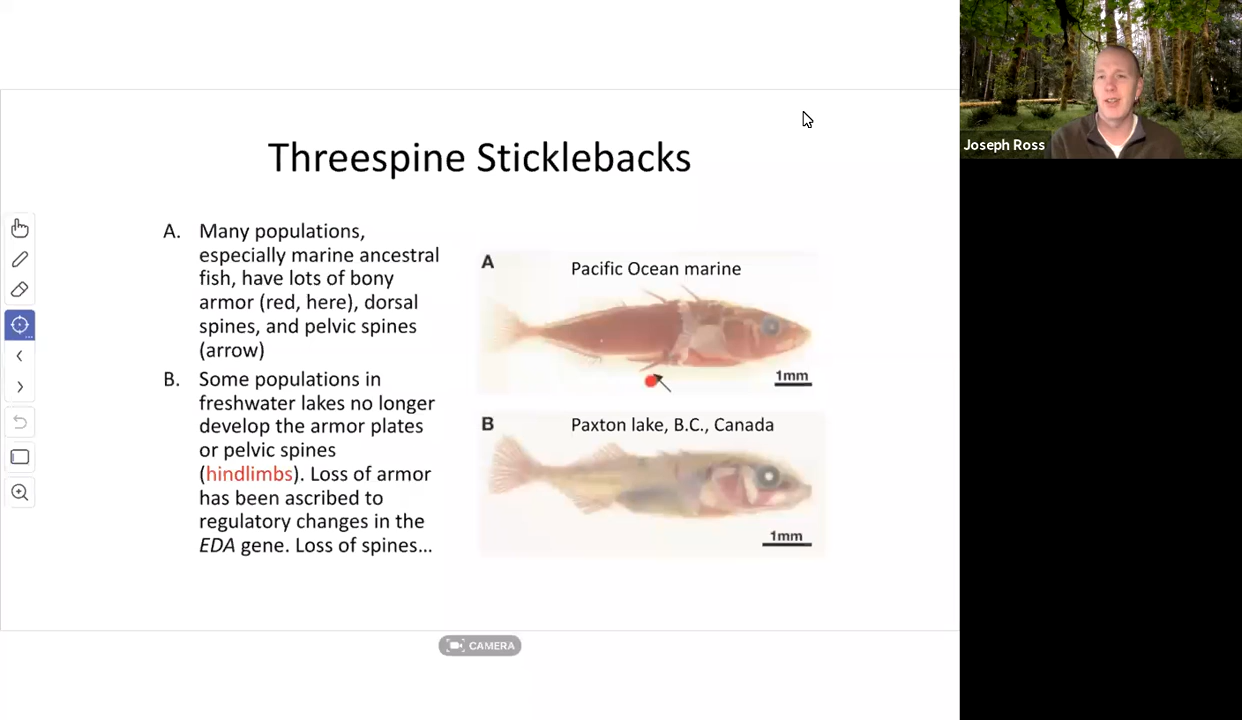 Threespine Sticklebacks
A. Many populations,
especially marine ancestral
fish, have lots of bony
armor (red, here), dorsal
spines, and pelvic spines
(arrow)
B. Some populations in
freshwater lakes no longer
develop the armor plates
or pelvic spines
(hindlimbs). Loss of armor
has been ascribed to
regulatory changes in the
EDA gene. Loss of spines...
A
Pacific Ocean marine
1mm
B
Paxton lake, B.C., Canada
1mm
Joseph Ross
CAMERA